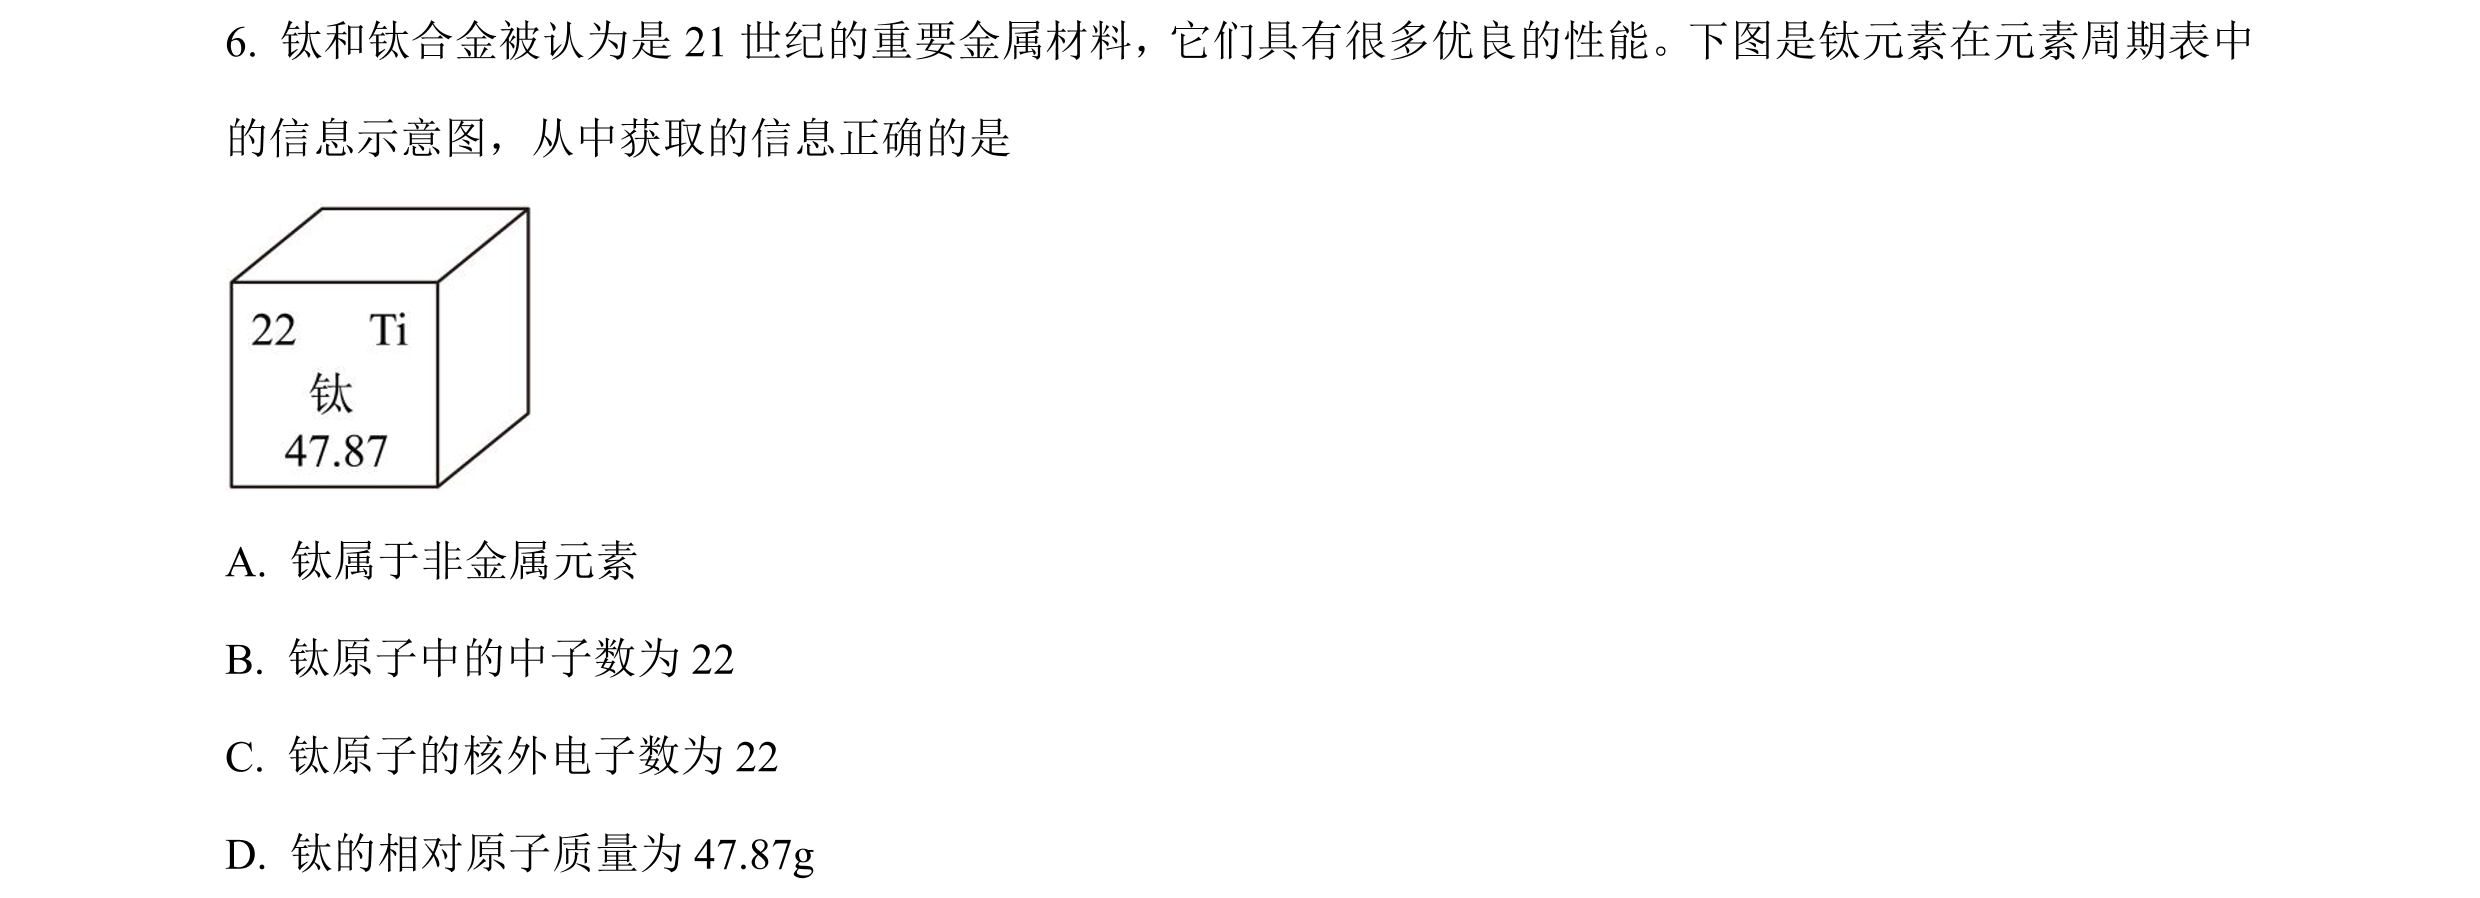 6. 钛和钛合金被认为是 21 世纪的重要金属材料，它们具有很多优良的性能。下图是钛元素在元素周期表中
的信息示意图，从中获取的信息正确的是
22 Ti
钛
47.87
A. 钛属于非金属元素
B. 钛原子中的中子数为 22
C. 钛原子的核外电子数为 22
D. 钛的相对原子质量为 47.87g